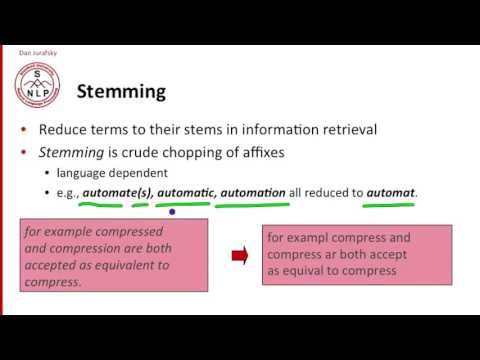 Dan Jurafsky
S
N L P
Stemming
• Reduce terms to their stems in information retrieval
• Stemming is crude chopping of affixes
• language dependent
• e.g., automate(s), automatic, automation all reduced to automat.
for example compressed
and compression are both
accepted as equivalent to
compress.
for exampl compress and
compress ar both accept
as equival to compress